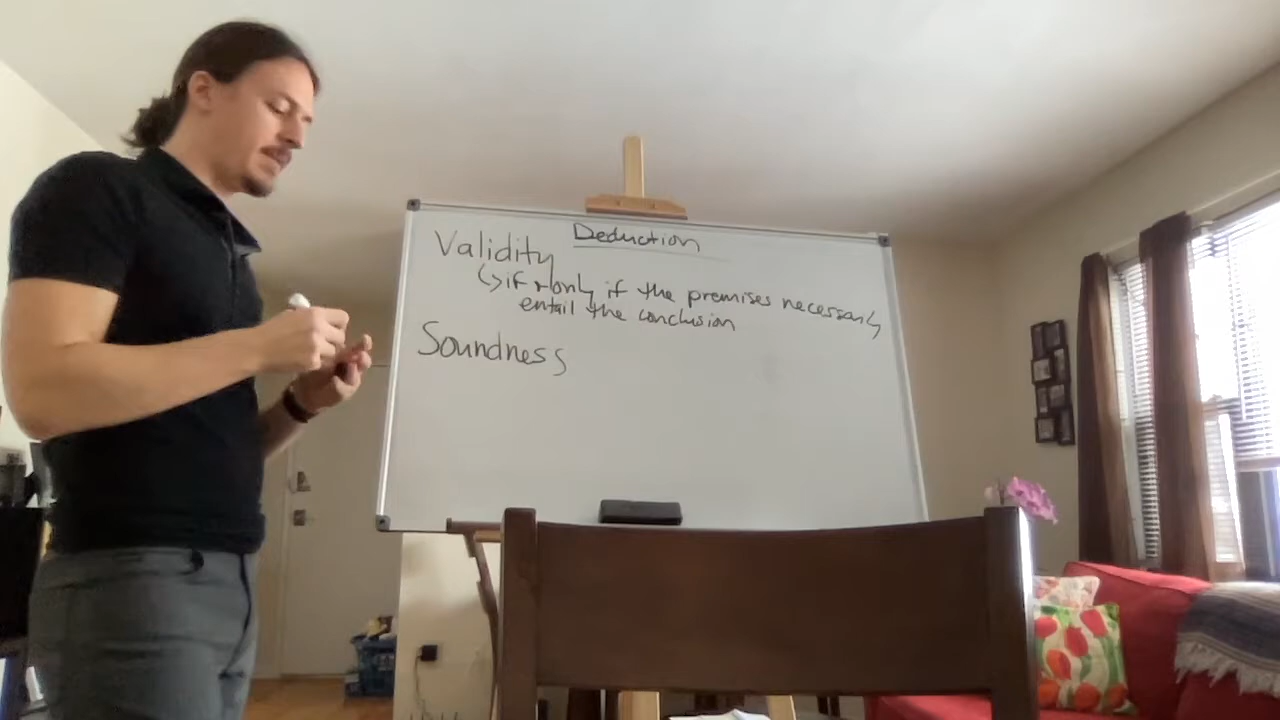 Deduction
Validity
↳ if + only if the premises necessarily
entail the conclusion
Soundness